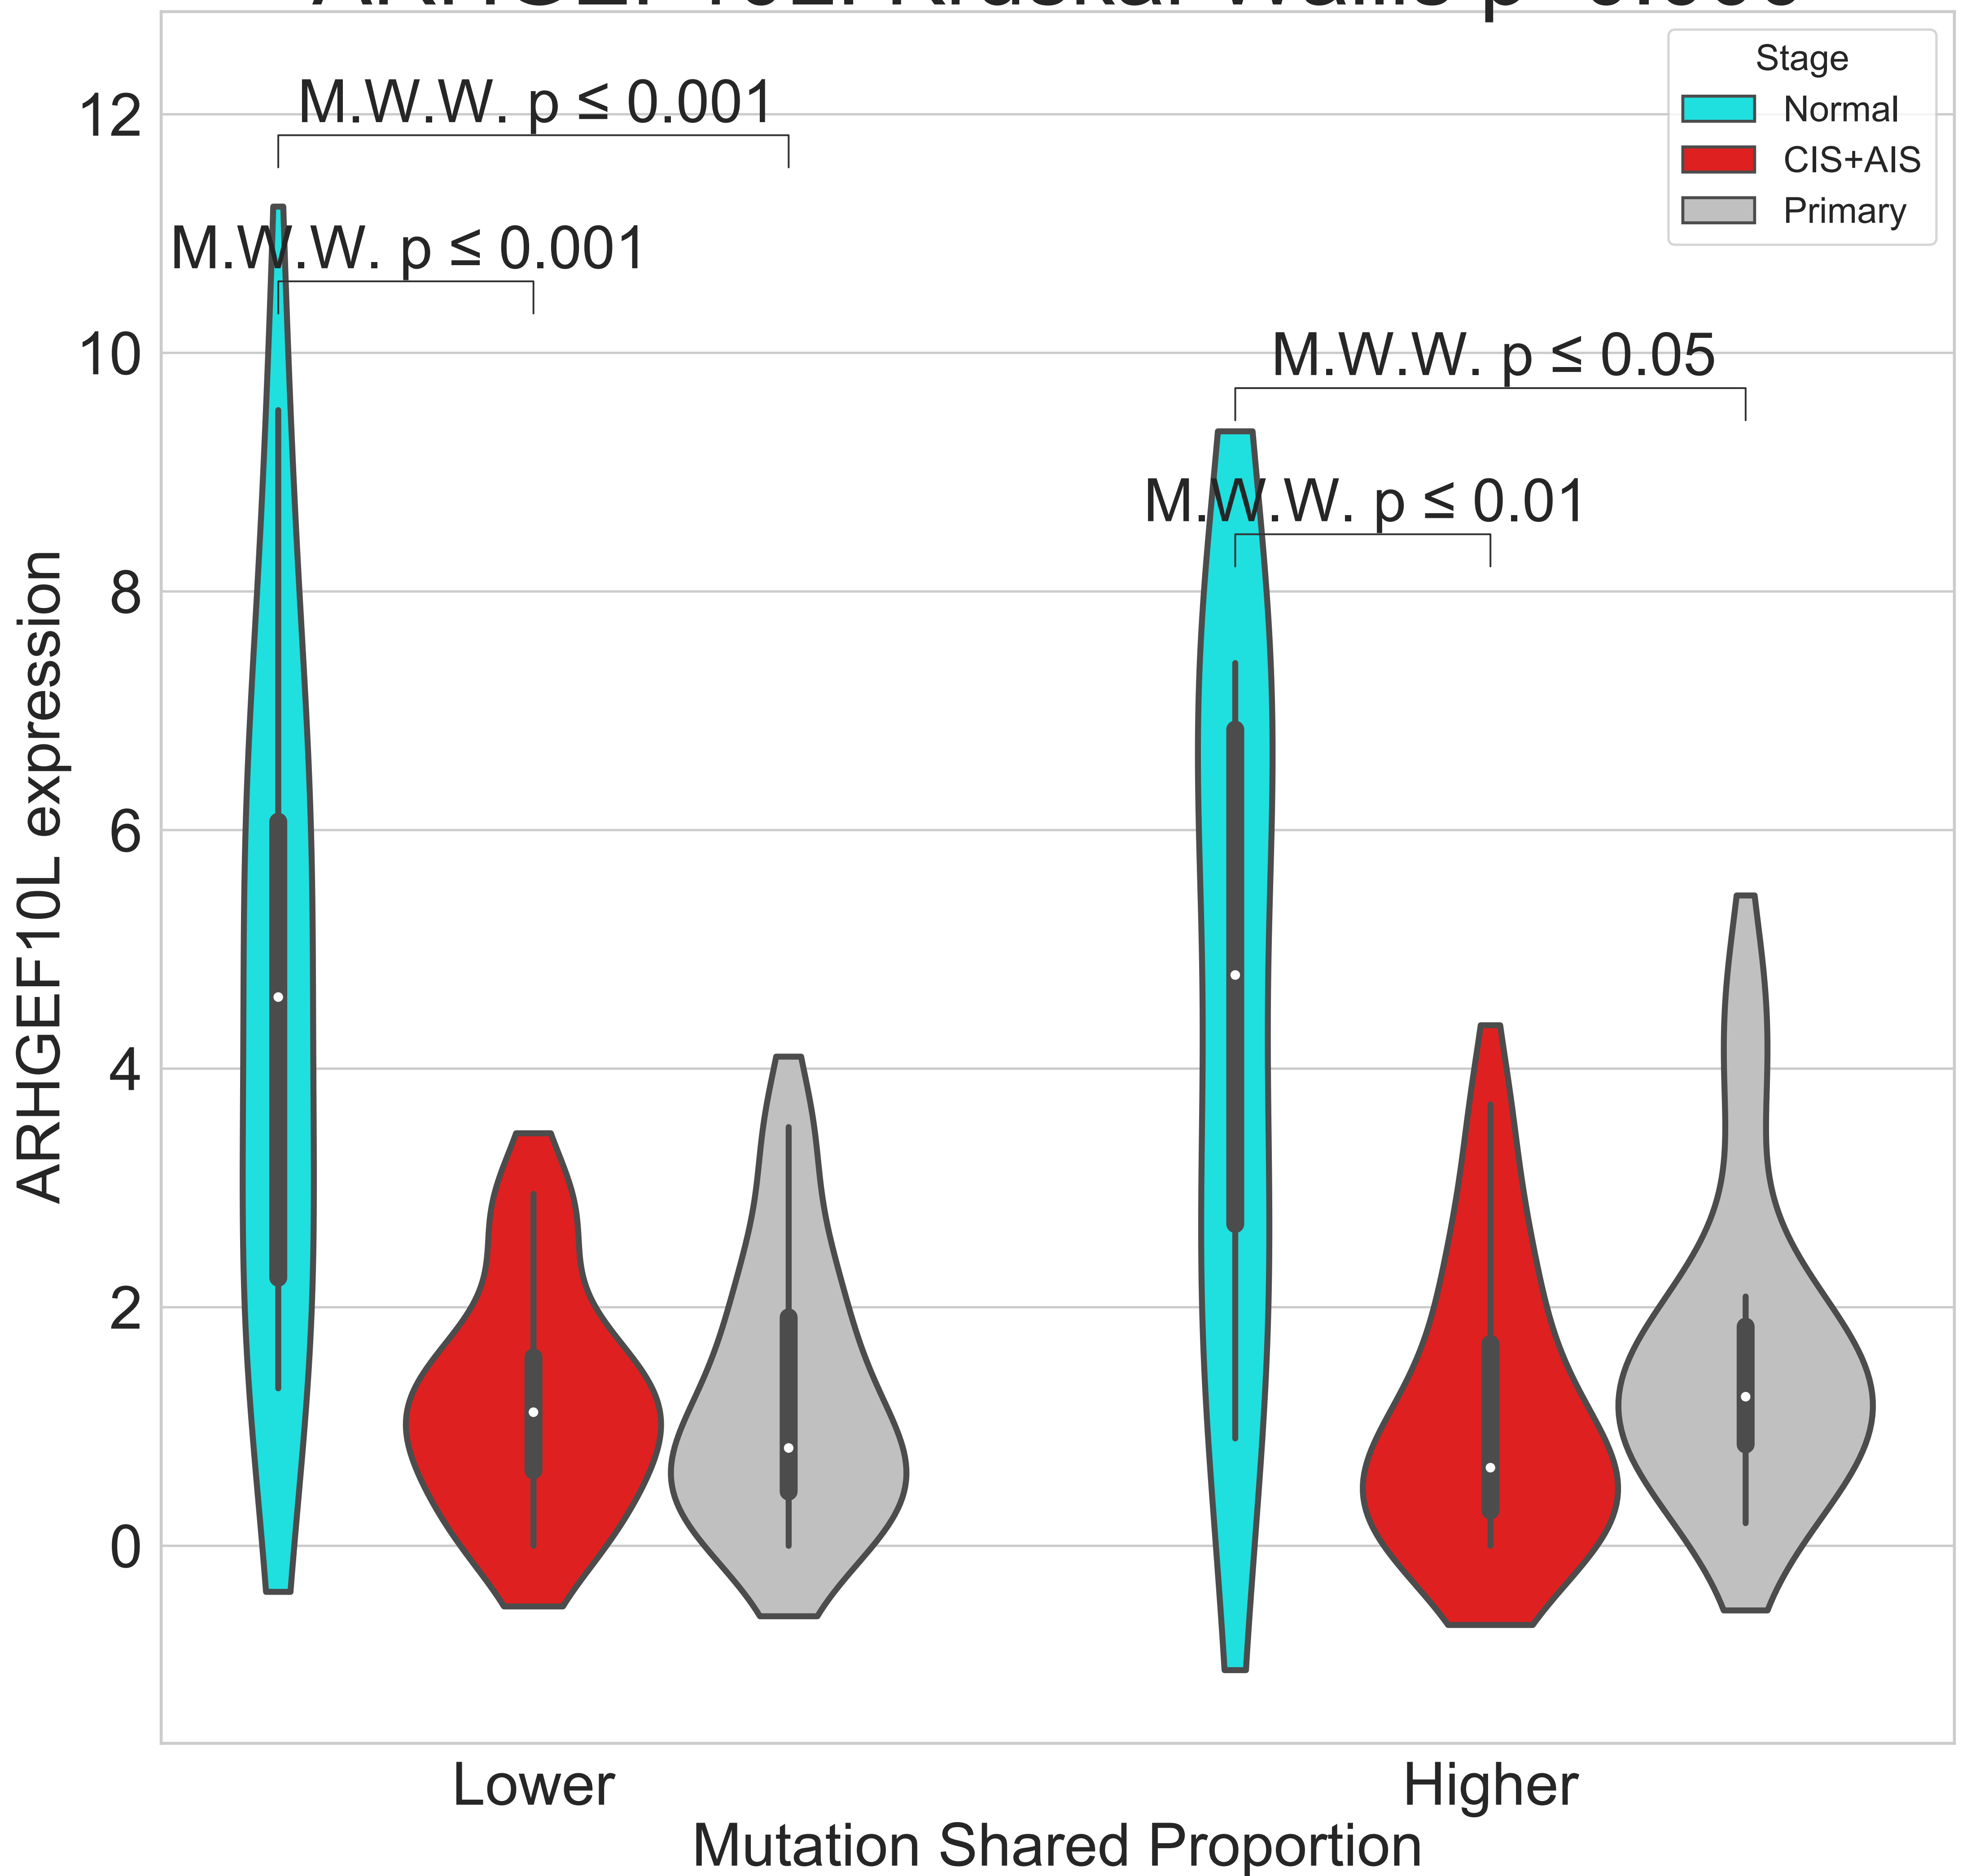 Stage
Normal
CIS+AIS
Primary
M.W.W. p ≤ 0.001
M.W.W. p ≤ 0.001
M.W.W. p ≤ 0.05
M.W.W. p ≤ 0.01
12
10
8
6
4
2
0
ARHGEF10L expression
Lower
Higher
Mutation Shared Proportion